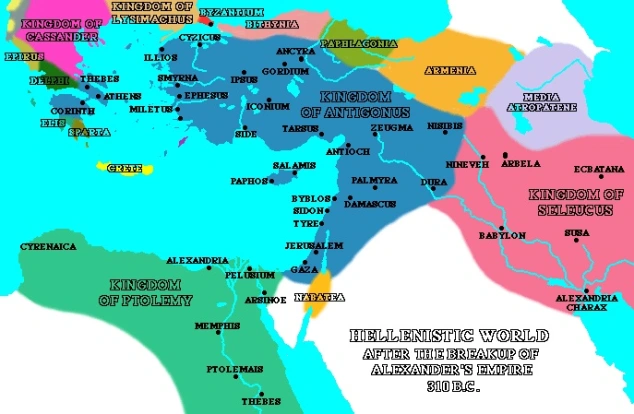 KINGDOM OF
LYSIMACHUS
BYZANTIUM
KINGDOM OF
CASSANDER
BITHYNIA
CYZICUS
PAPHLAGONIA
ILLIOS
ANCYRA
EPIRUS
GORDIUM
ARMENIA
DELPHI
THEBES
SMYRNA
IPSUS
ATHENS
EPHESUS
KINGDOM
OF ANTIGONUS
MEDIA
ATROPATENE
CORINTH
MILETUS
ICONIUM
ELIS
SPARTA
SIDE
TARSUS
ZEUGMA
NISIBIS
ANTIOCH
NINEVEH
ARBELA
CRETE
SALAMIS
ECBATANA
PAPHOS
PALMYRA
DURA
BYBLOS
DAMASCUS
KINGDOM OF
SELEUCUS
SIDON
TYRE
BABYLON
SUSA
CYRENAICA
JERUSALEM
ALEXANDRIA
PELUSIUM
GAZA
KINGDOM
OF PTOLEMY
ARSINOE
NABATEA
ALEXANDRIA
CHARAX
MEMPHIS
HELLENISTIC WORLD
AFTER THE BREAKUP OF
ALEXANDER'S EMPIRE
310 B.C.
PTOLEMAIS
THEBES